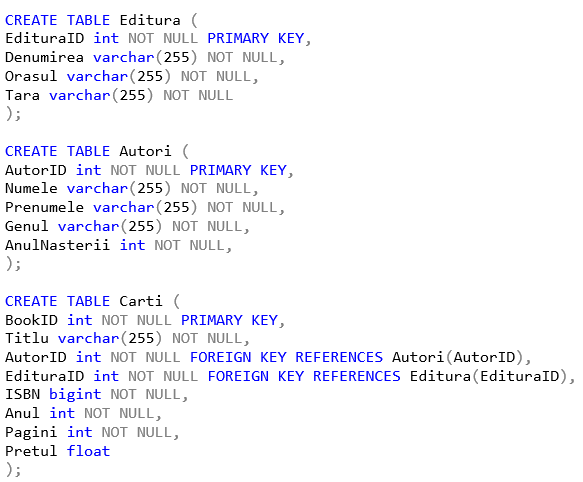 CREATE TABLE Editura (
EdituraID int NOT NULL PRIMARY KEY,
Denumirea varchar(255) NOT NULL,
Orasul varchar(255) NOT NULL,
Tara varchar(255) NOT NULL
);
CREATE TABLE Autori (
AutorID int NOT NULL PRIMARY KEY,
Numele varchar(255) NOT NULL,
Prenumele varchar(255) NOT NULL,
Genul varchar(255) NOT NULL,
AnulNasterii int NOT NULL,
);
CREATE TABLE Carti (
BookID int NOT NULL PRIMARY KEY,
Titlu varchar(255) NOT NULL,
AutorID int NOT NULL FOREIGN KEY REFERENCES Autori(AutorID),
EdituraID int NOT NULL FOREIGN KEY REFERENCES Editura(EdituraID),
ISBN bigint NOT NULL,
Anul int NOT NULL,
Pagini int NOT NULL,
Pretul float
);